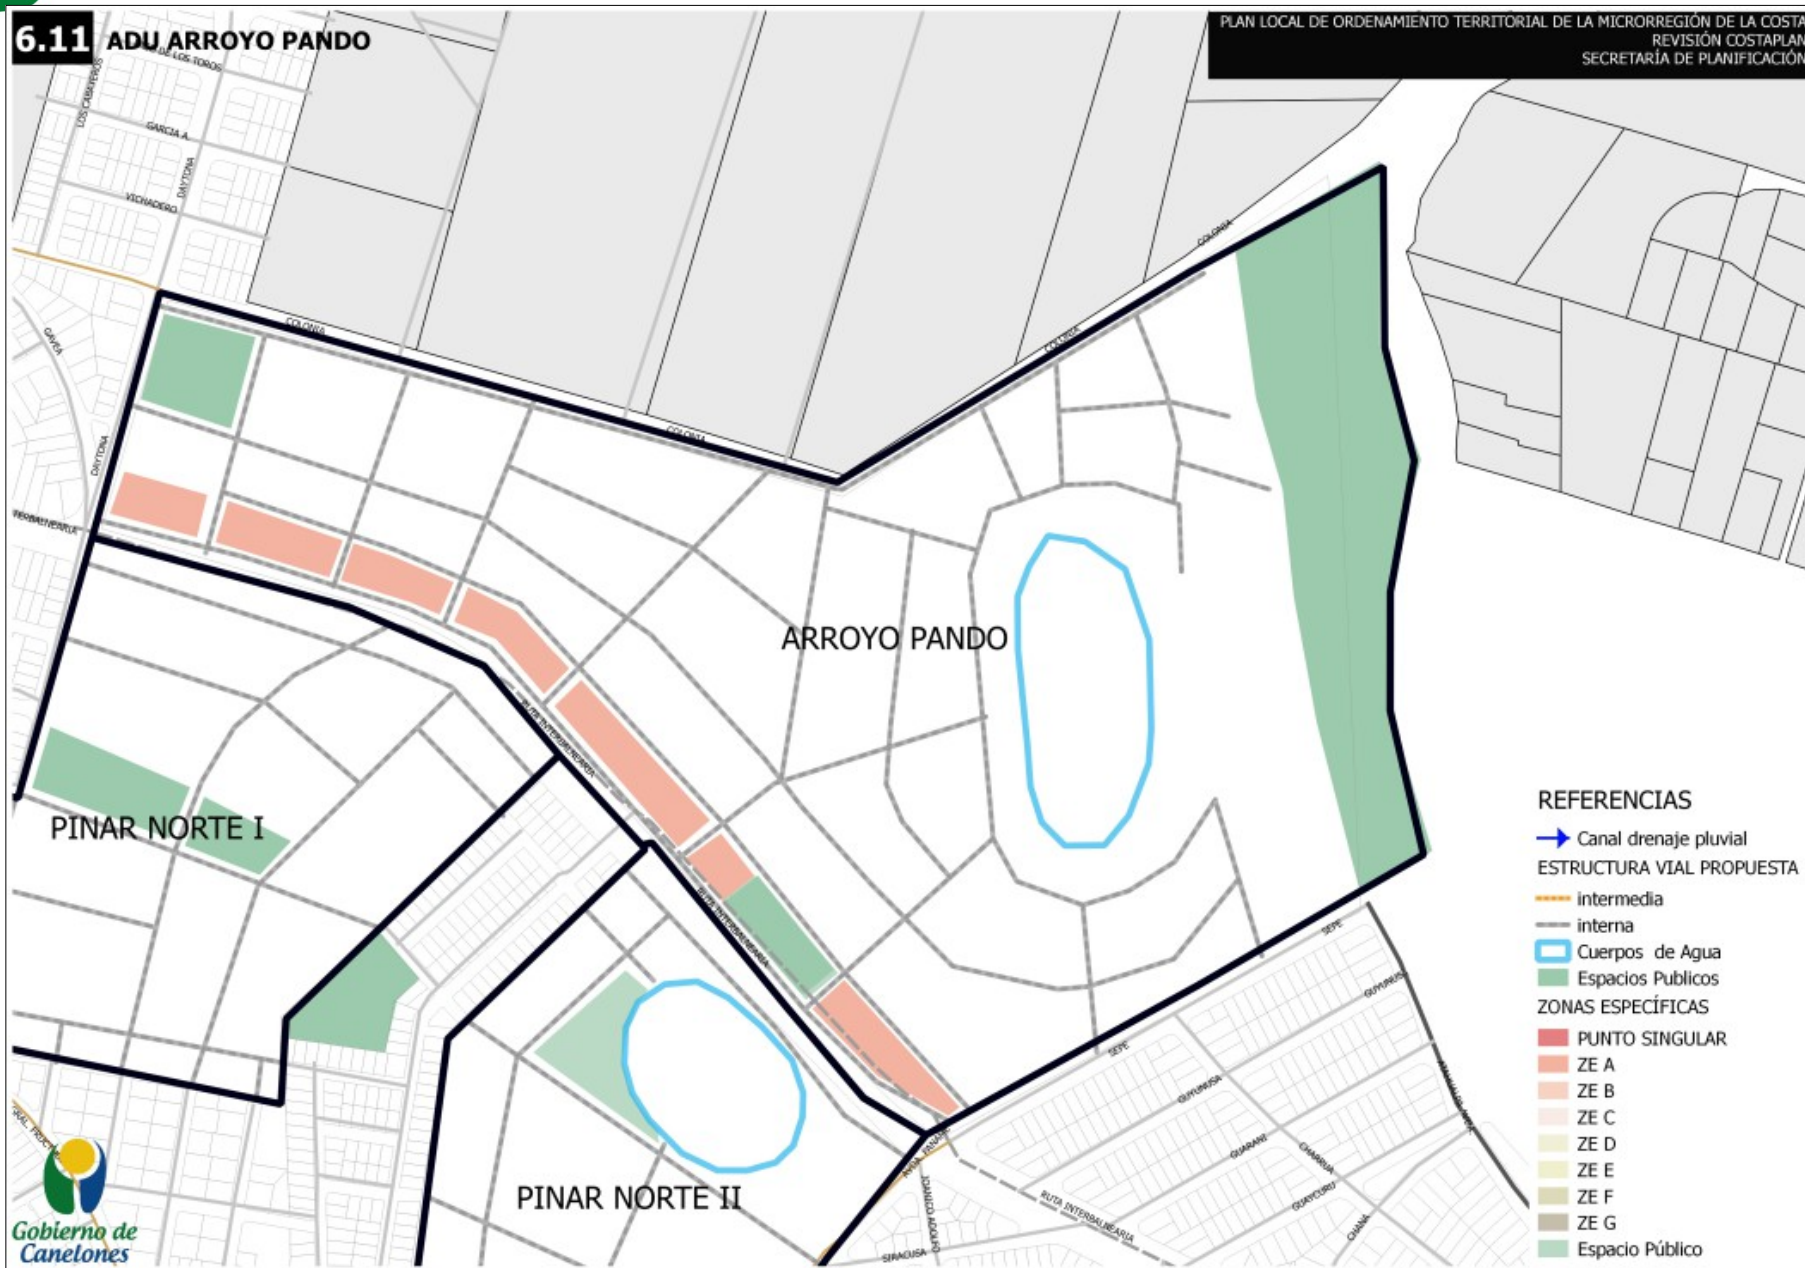 6.11 ADU ARROYO PANDO
PLAN LOCAL DE ORDENAMIENTO TERRITORIAL DE LA MICRORREGIÓN DE LA COSTA
REVISIÓN COSTAPLAN
SECRETARÍA DE PLANIFICACIÓN
DE LOS TOROS
GARCIA A.
DAYTONA
VICHADERO
GAVEA
COLONIA
COLONIA
COLONIA
COLONIA
DAYTONA
ARROYO PANDO
RUTA INTERBALNEARIA
RUTA INTERBALNEARIA
PINAR NORTE I
PINAR NORTE II
SEPE
SEPE
GUYUNUSA
GUYUNUSA
GUARANI
CHARRUA
GUAYCURU
CHANA
RUTA INTERBALNEARIA
JOANICO ADOLFO
SIRACUSA
REFERENCIAS
Canal drenaje pluvial
ESTRUCTURA VIAL PROPUESTA
intermedia
interna
Cuerpos de Agua
Espacios Publicos
ZONAS ESPECÍFICAS
PUNTO SINGULAR
ZE A
ZE B
ZE C
ZE D
ZE E
ZE F
ZE G
Espacio Público
Gobierno de
Canelones